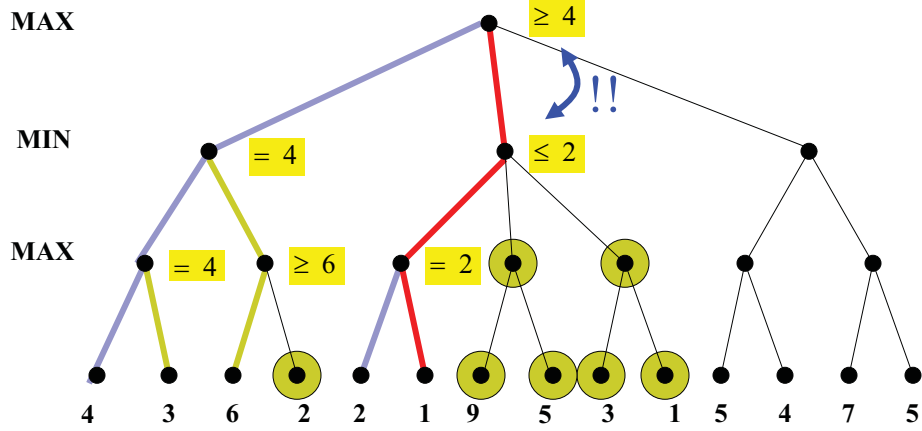 MAX ≥ 4
!!
MIN = 4 ≤ 2
MAX = 4 ≥ 6 = 2
4 3 6 2 2 1 9 5 3 1 5 4 7 5